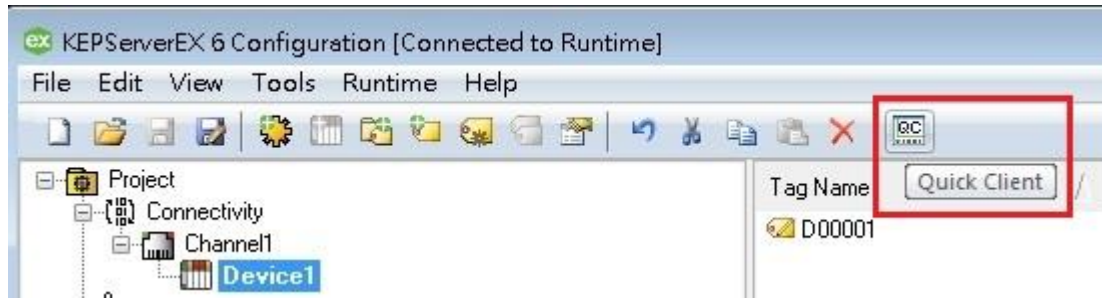 ex KEPServerEX 6 Configuration [Connected to Runtime]
File Edit View Tools Runtime Help
QC
Project
Tag Name
Quick Client
Connectivity
D00001
Channel1
Device1